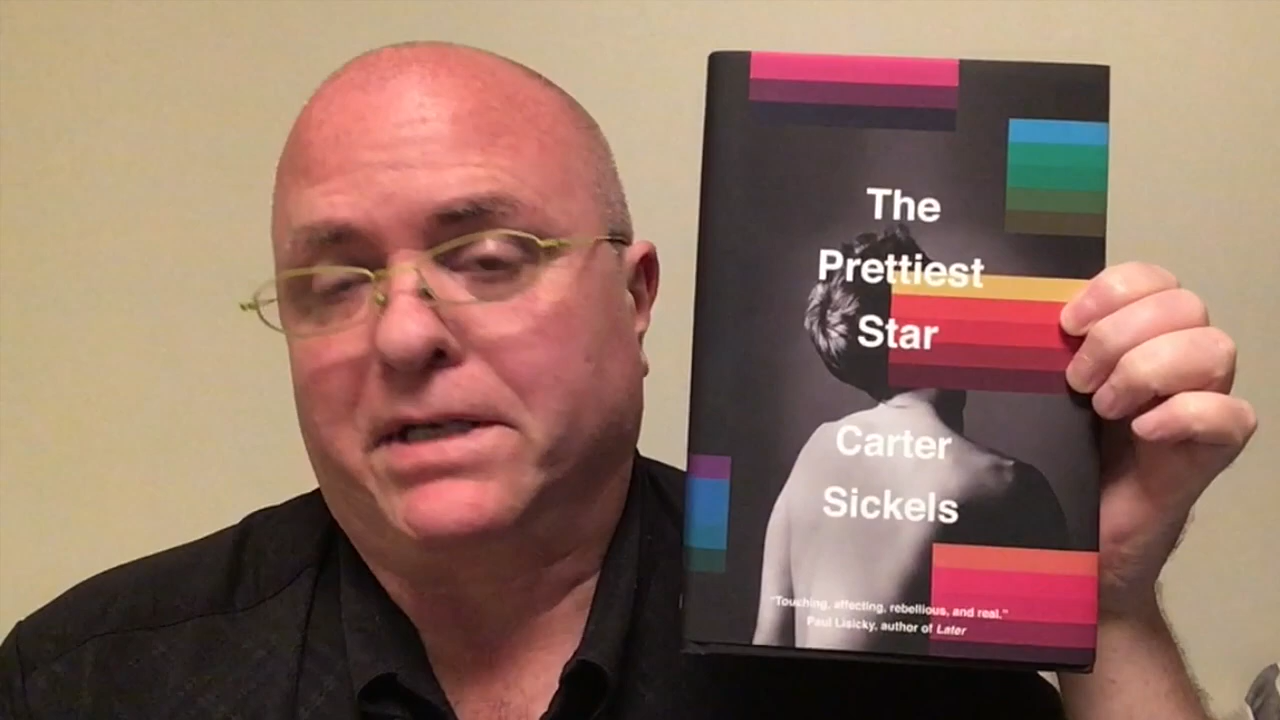 The
Prettiest
Star
Carter
Sickels
"Touching, affecting, rebellious, and real."
Paul Lisicky, author of Later